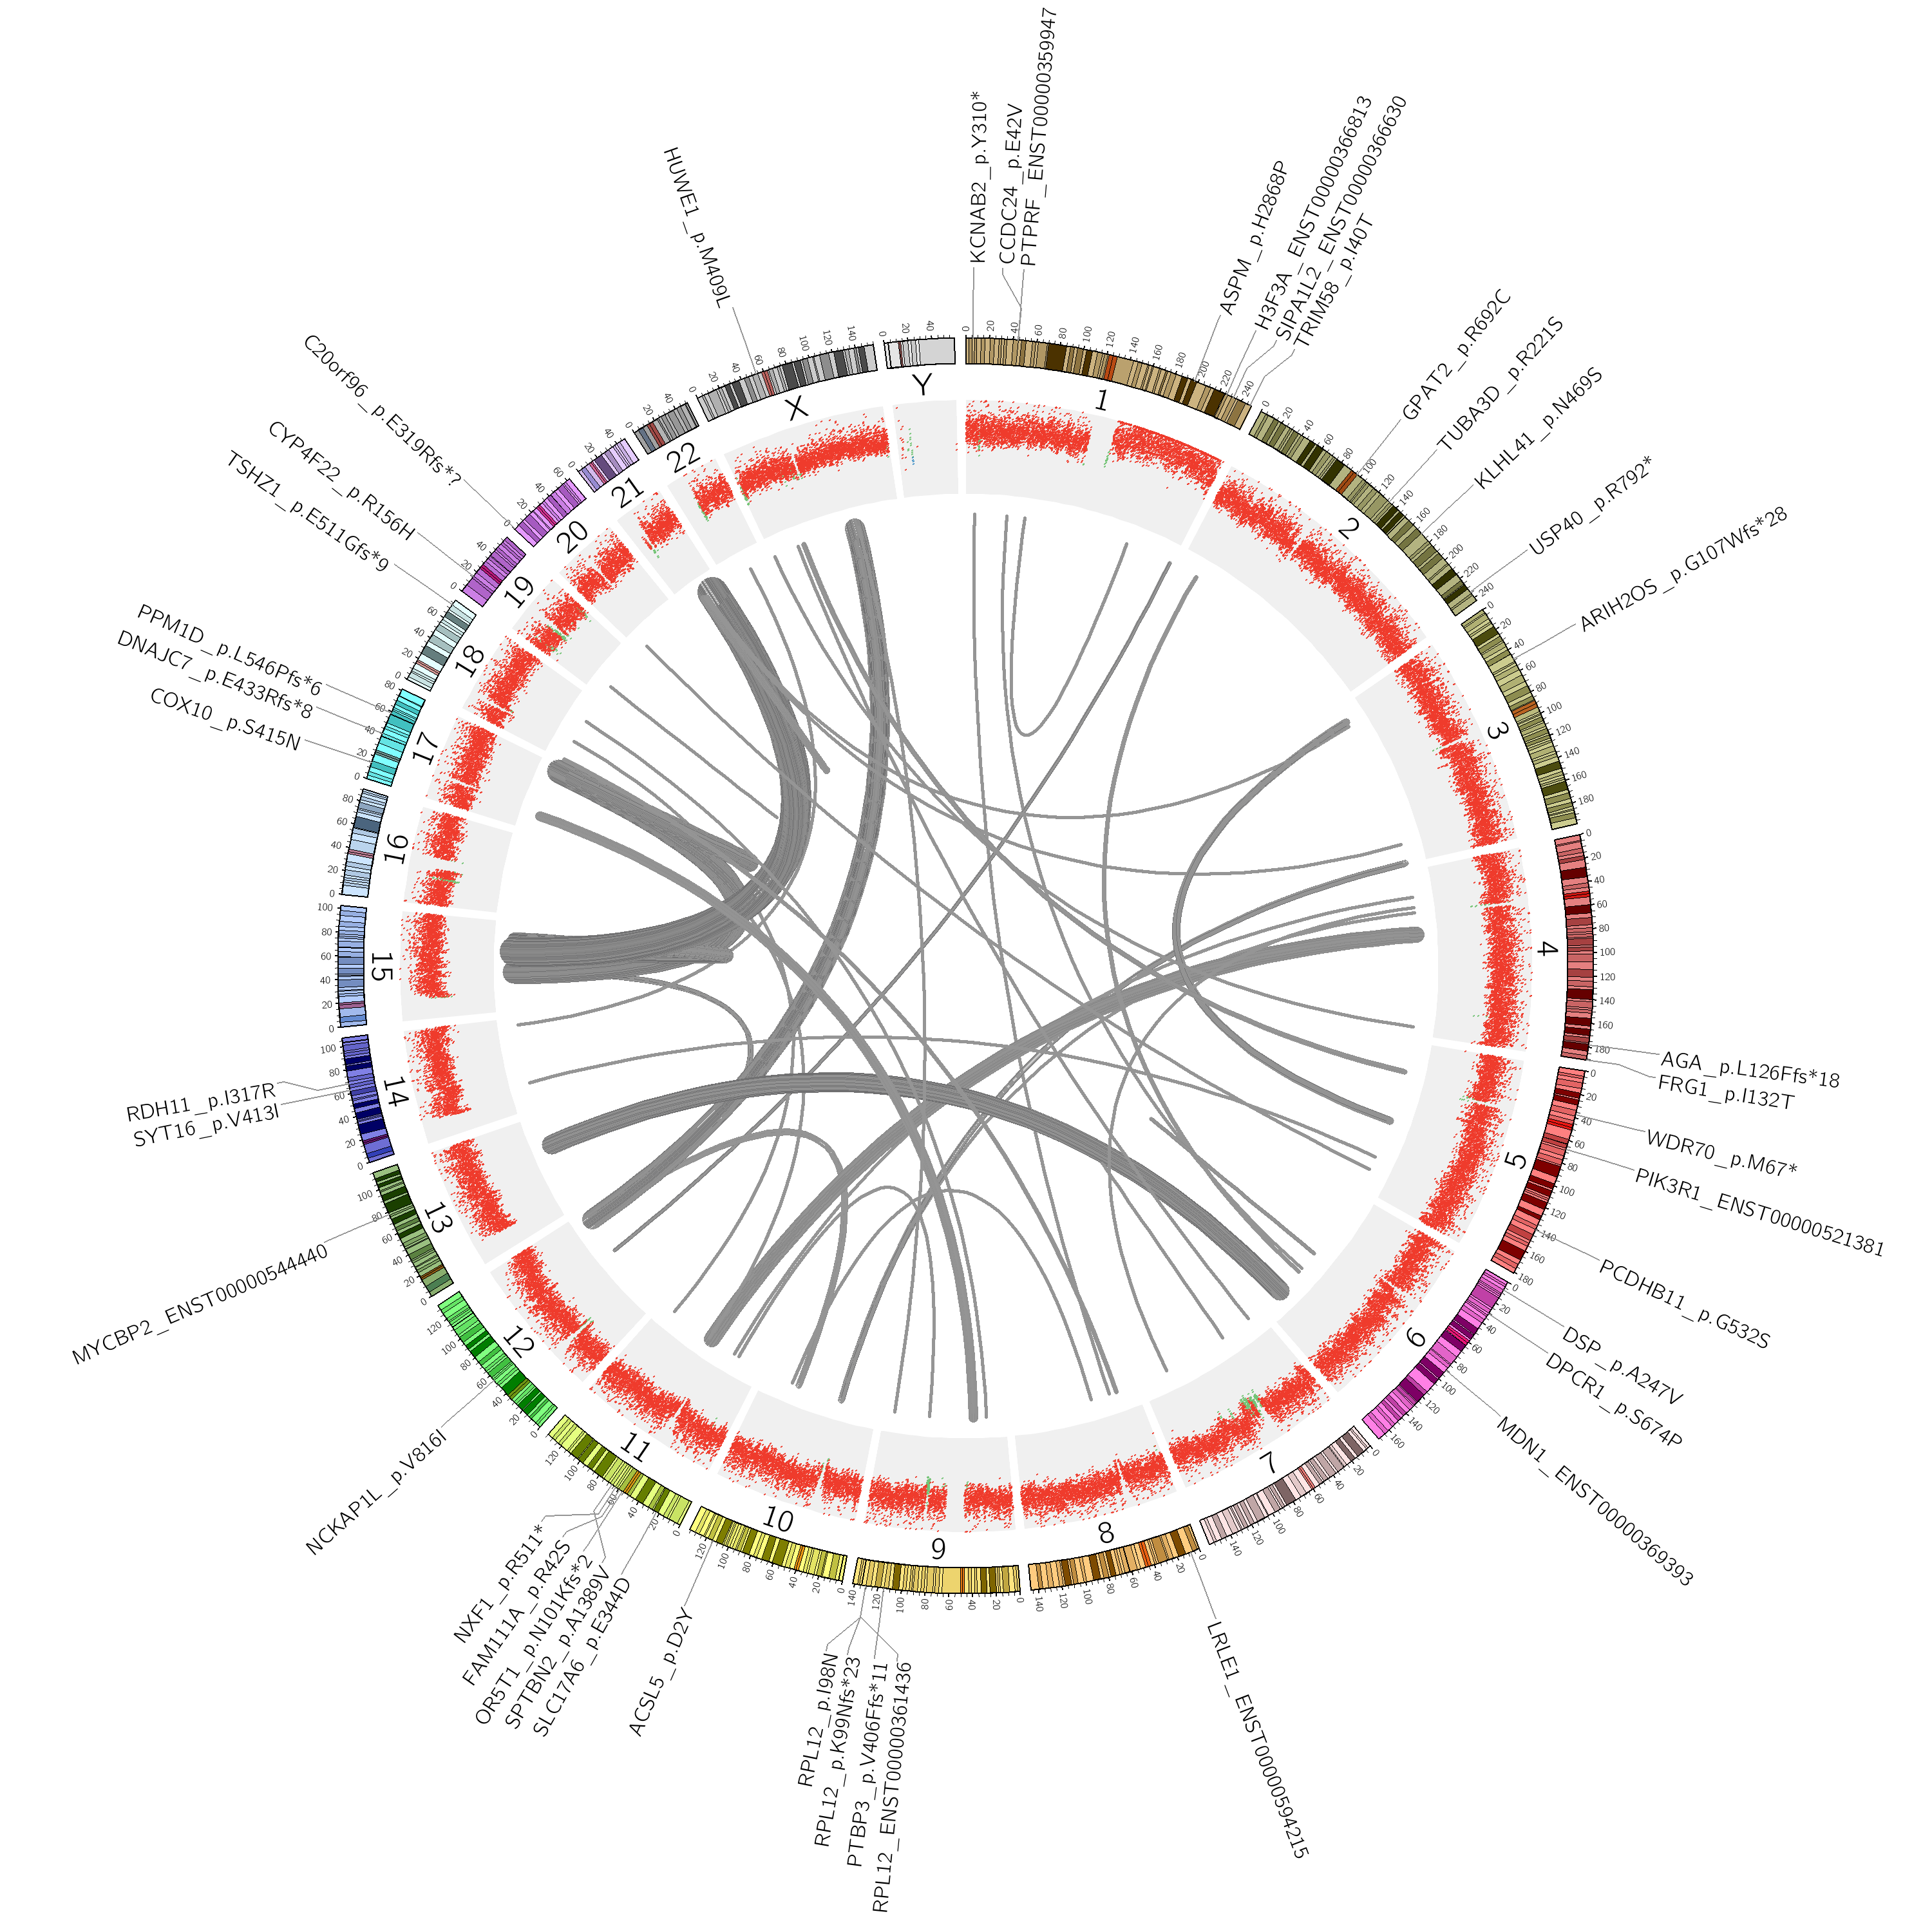 KCNAB2_p.Y310*
CCDC24_p.E42V
PTPRF_ENST00000359947
ASPM_p.H2868P
H3F3A_ENST00000366813
SIPA1L2_ENST00000366630
TRIM58_p.I40T
GPAT2_p.R692C
TUBA3D_p.R221S
KLHL41_p.N469S
USP40_p.R792*
ARIH2OS_p.G107Wfs*28
AGA_p.L126Ffs*18
FRG1_p.I132T
WDR70_p.M67*
PIK3R1_ENST00000521381
PCDHB11_p.G532S
DSP_p.A247V
DPCR1_p.S674P
MDN1_ENST00000369393
LRLE1_ENST00000594215
RPL12_ENST00000361436
PTBP3_p.V406Ffs*11
RPL12_p.K99Nfs*23
RPL12_p.I98N
ACSL5_p.D2Y
SLC17A6_p.E344D
SPTBN2_p.A1389V
OR5T1_p.N101Kfs*2
FAM111A_p.R42S
NXF1_p.R511*
NCKAP1L_p.V816I
MYCBP2_ENST00000544440
SYT16_p.V413I
RDH11_p.I317R
COX10_p.S415N
DNAJC7_p.E433Rfs*8
PPM1D_p.L546Pfs*6
TSHZ1_p.E511Gfs*9
CYP4F22_p.R156H
C20orf96_p.E319Rfs*?
HUWE1_p.M409L
1
2
3
4
5
6
7
8
9
10
11
12
13
14
15
16
17
18
19
20
21
22
X
Y